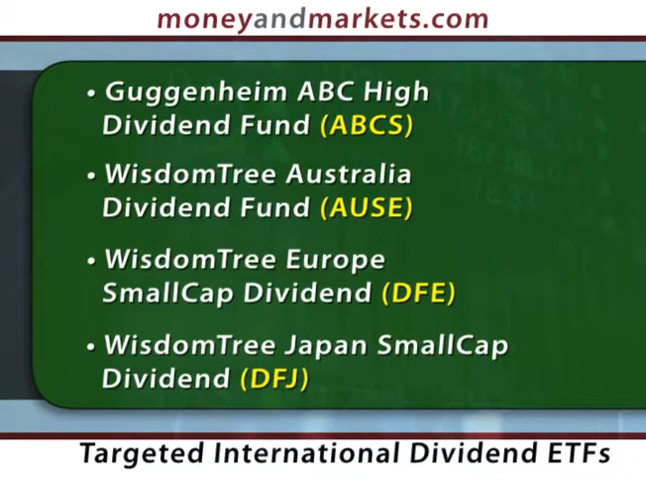 moneyandmarkets.com
• Guggenheim ABC High
Dividend Fund (ABCS)
• WisdomTree Australia
Dividend Fund (AUSE)
• WisdomTree Europe
SmallCap Dividend (DFE)
• WisdomTree Japan SmallCap
Dividend (DFJ)
Targeted International Dividend ETFs